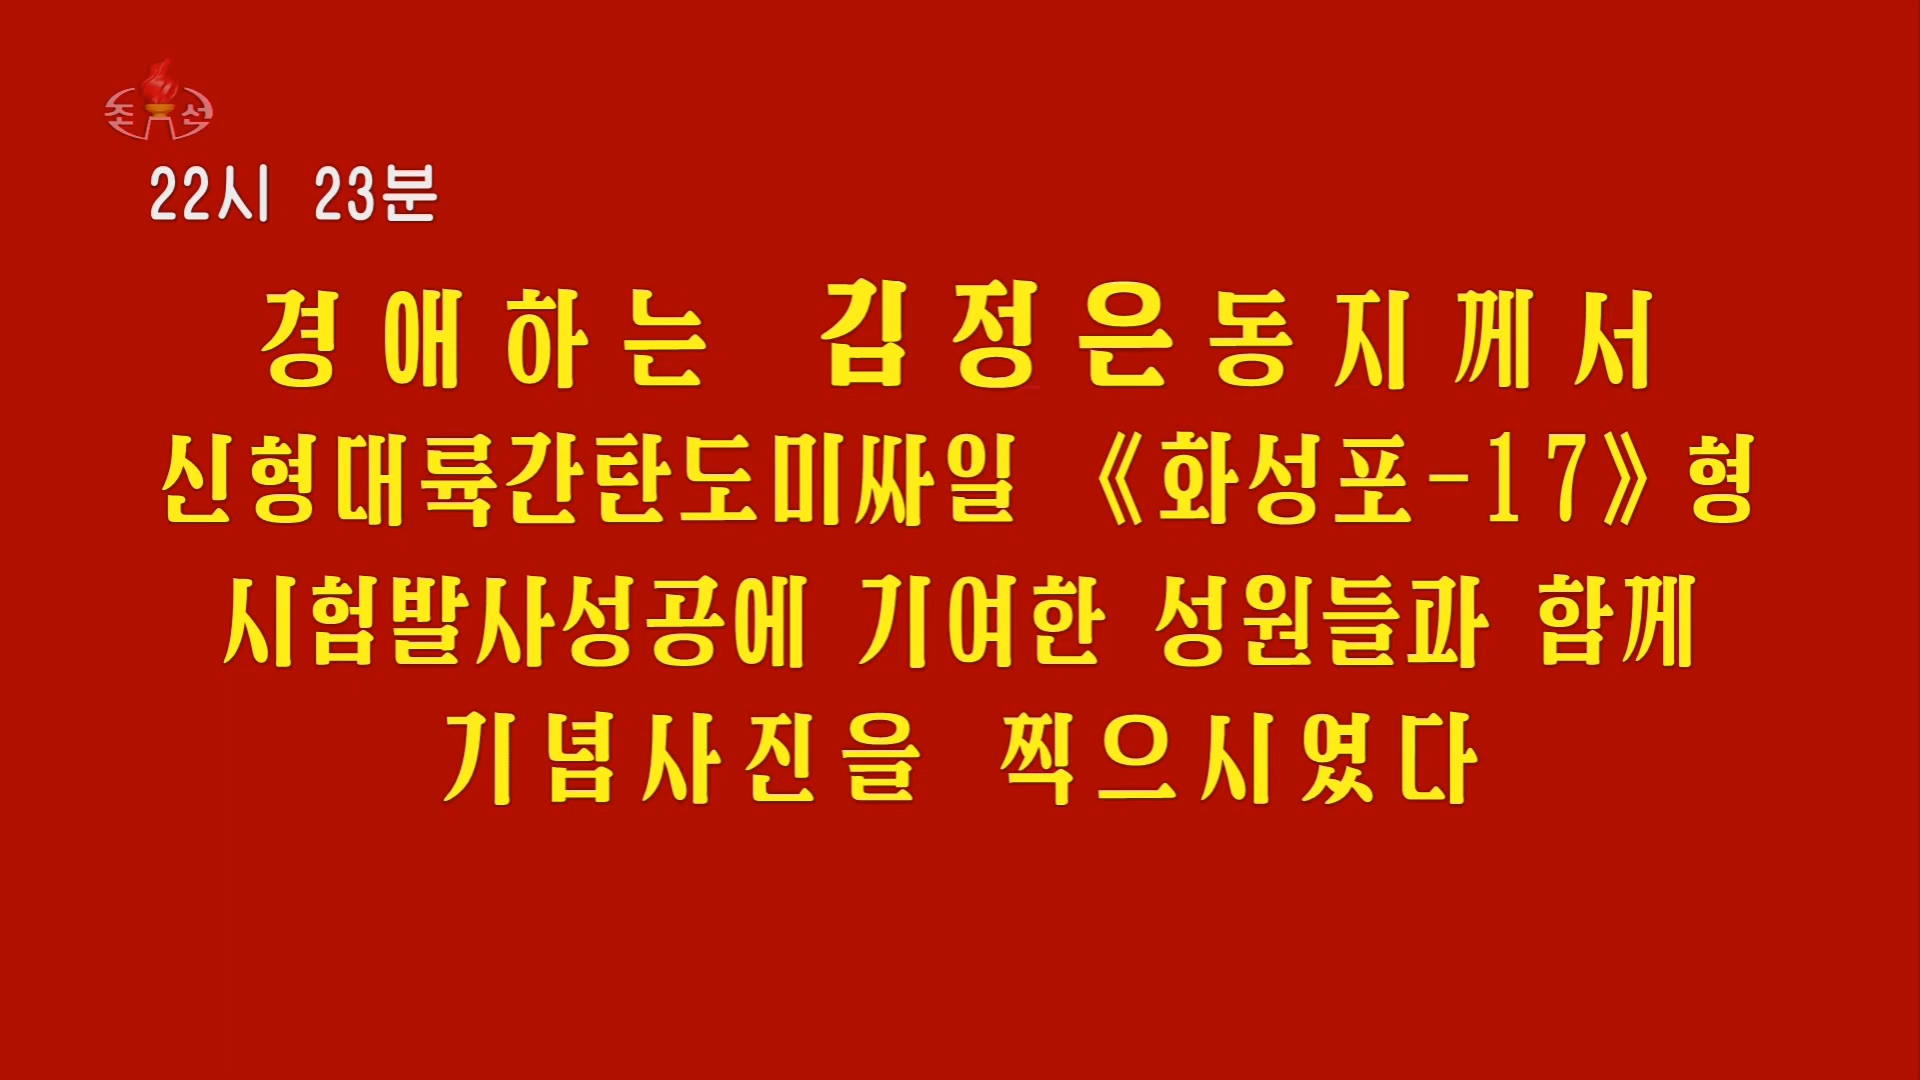 조선
22시 23분
경애하는 김정은동지께서
신형대륙간탄도미싸일 《화성포-17》형
시험발사성공에 기여한 성원들과 함께
기념사진을 찍으시였다